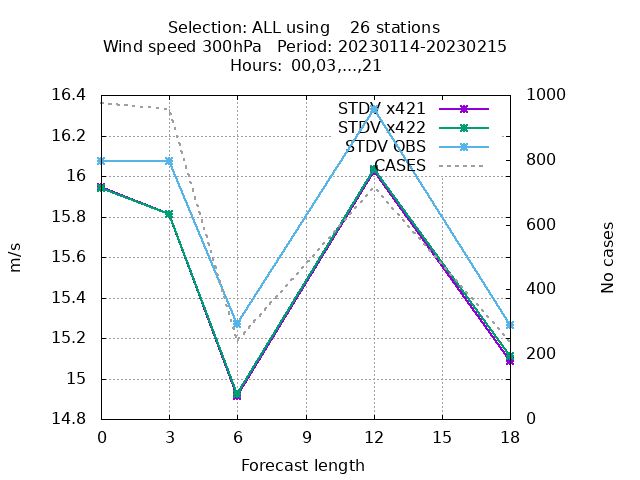 Selection: ALL using    26 stations
Wind speed 300hPa   Period: 20230114-20230215
Hours:  00,03,...,21
STDV x421
STDV x422
STDV OBS
CASES
16.4
16.2
16
15.8
15.6
15.4
15.2
15
14.8
1000
800
600
400
200
0
m/s
No cases
0 3 6 9 12 15 18
Forecast length